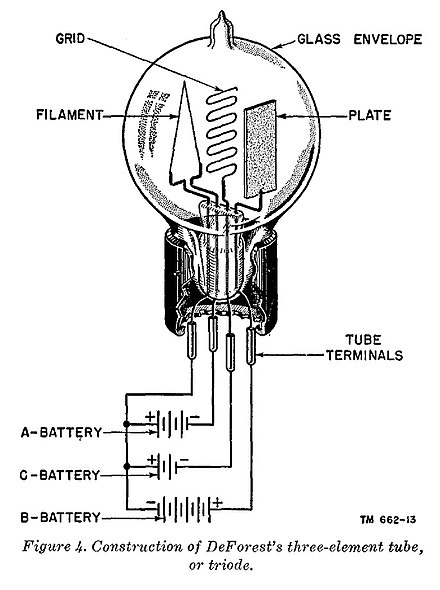 GRID
GLASS ENVELOPE
FILAMENT
PLATE
TUBE
TERMINALS
+ -
A-BATTERY
+ -
C-BATTERY
- +
B-BATTERY
TM 662-13
Figure 4. Construction of DeForest's three-element tube,
or triode.